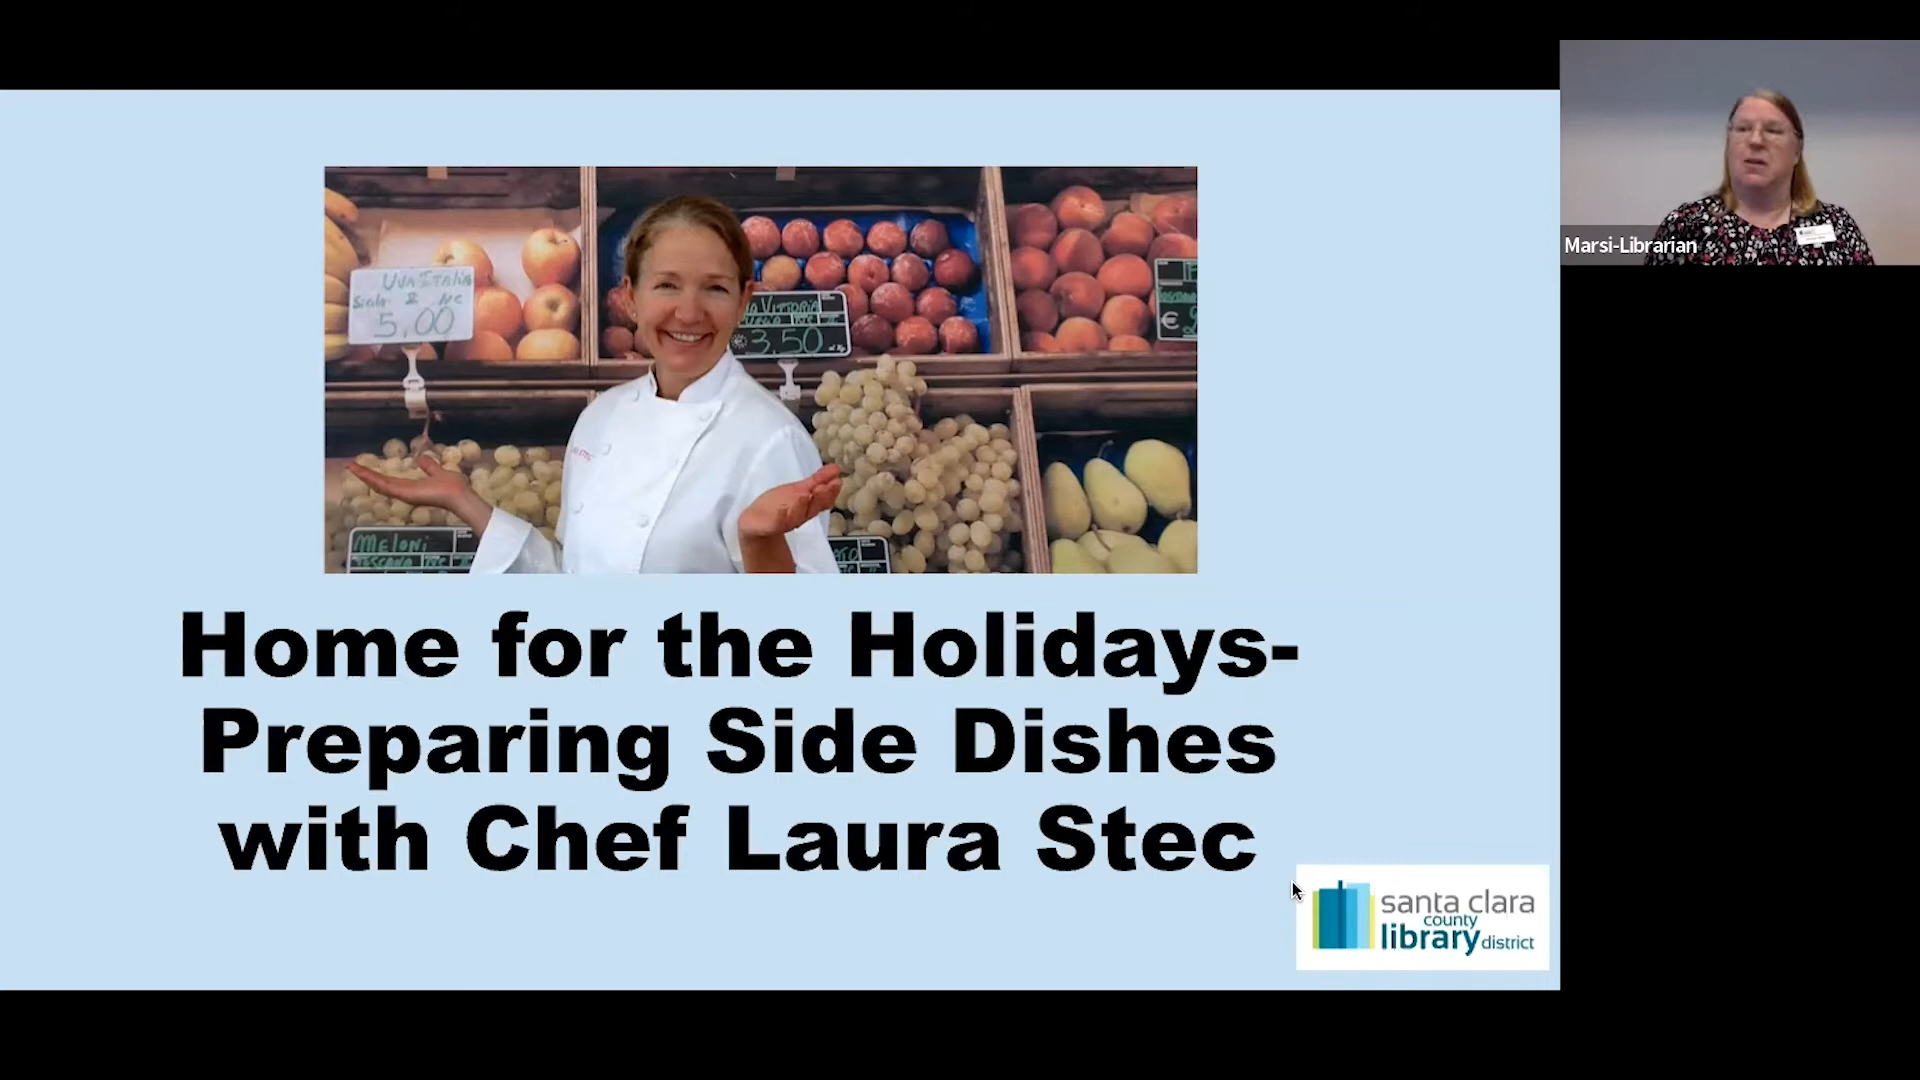 UVA ITALIA
5,00
VITTORIA
3.50
€
MELONI
Home for the Holidays-
Preparing Side Dishes
with Chef Laura Stec
santa clara
county
library district
Marsi-Librarian